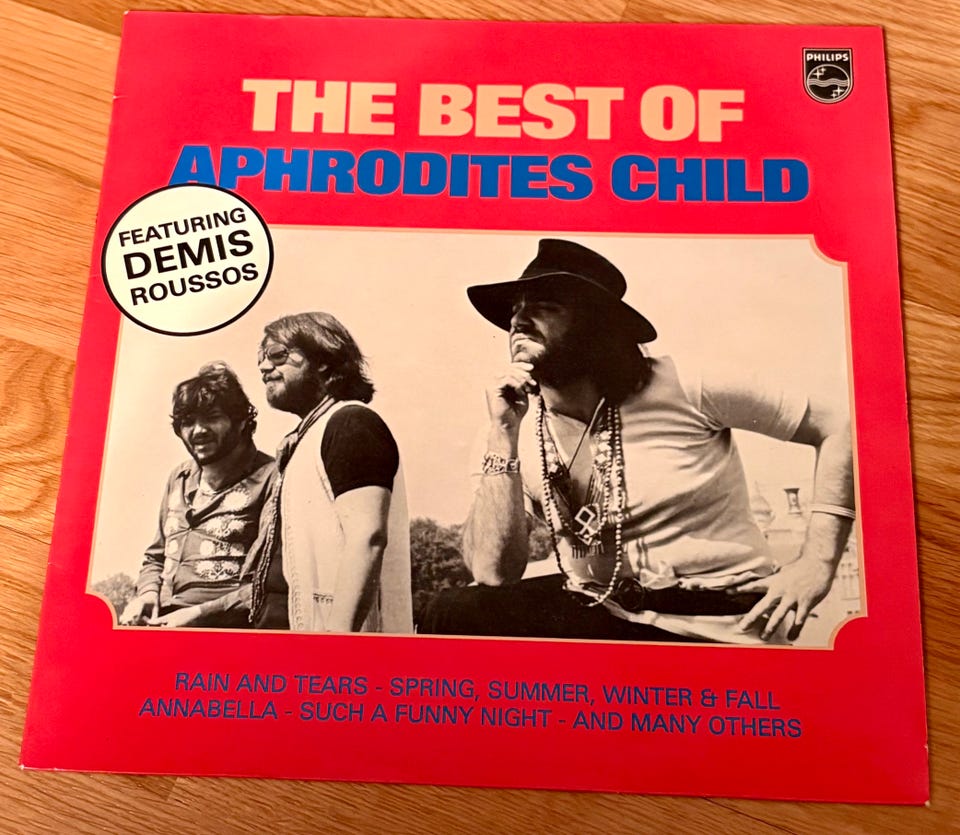 PHILIPS
THE BEST OF
APHRODITES CHILD
FEATURING
DEMIS
ROUSSOS
RAIN AND TEARS - SPRING, SUMMER, WINTER & FALL
ANNABELLA - SUCH A FUNNY NIGHT - AND MANY OTHERS